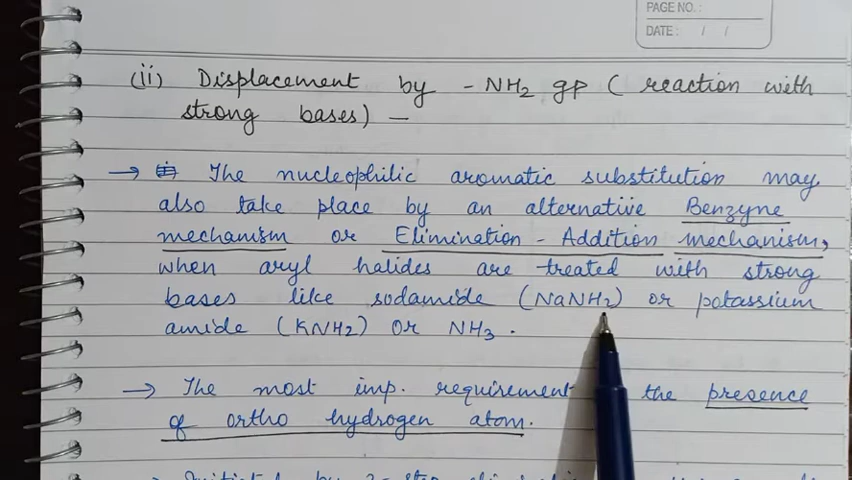 PAGE NO.:
DATE: / /
(ii) Displacement by - NH2 gp ( reaction with
strong bases) —
→ The nucleophilic aromatic substitution may
also take place by an alternative Benzyne
mechanism or Elimination - Addition mechanism,
when aryl halides are treated with strong
bases like sodamide (NaNH2) or potassium
amide (KNH2) or NH3.
→ The most imp. requirement the presence
of ortho hydrogen atom.